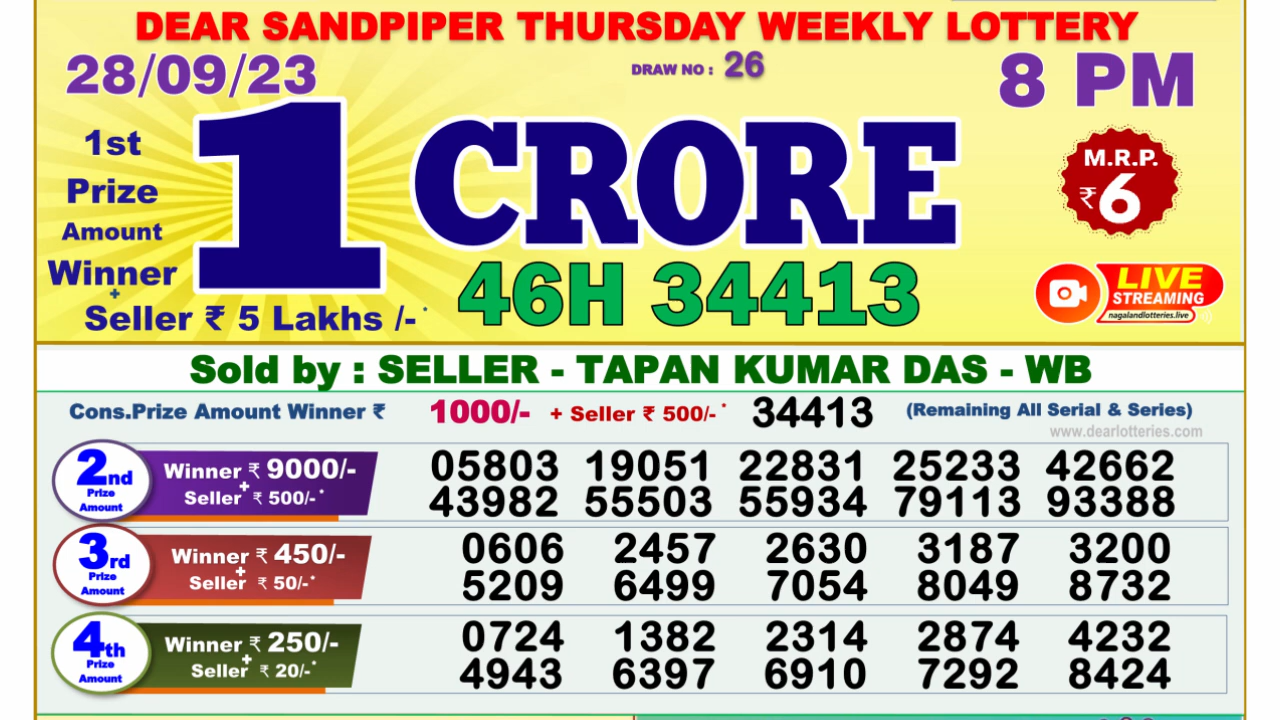 DEAR SANDPIPER THURSDAY WEEKLY LOTTERY
28/09/23
DRAW NO : 26
8 PM
1st
Prize
Amount
Winner
+
Seller ₹ 5 Lakhs /-*
1 CRORE
46H 34413
M.R.P.
₹6
LIVE
STREAMING
nagalandlotteries.live
Sold by : SELLER - TAPAN KUMAR DAS - WB
Cons.Prize Amount Winner ₹ 1000/- + Seller ₹ 500/-* 34413 (Remaining All Serial & Series)
www.dearlotteries.com
2nd
Prize
Amount
Winner ₹ 9000/-
+
Seller ₹ 500/-*
05803 19051 22831 25233 42662
43982 55503 55934 79113 93388
3rd
Prize
Amount
Winner ₹ 450/-
+
Seller ₹ 50/-*
0606 2457 2630 3187 3200
5209 6499 7054 8049 8732
4th
Prize
Amount
Winner ₹ 250/-
+
Seller ₹ 20/-*
0724 1382 2314 2874 4232
4943 6397 6910 7292 8424